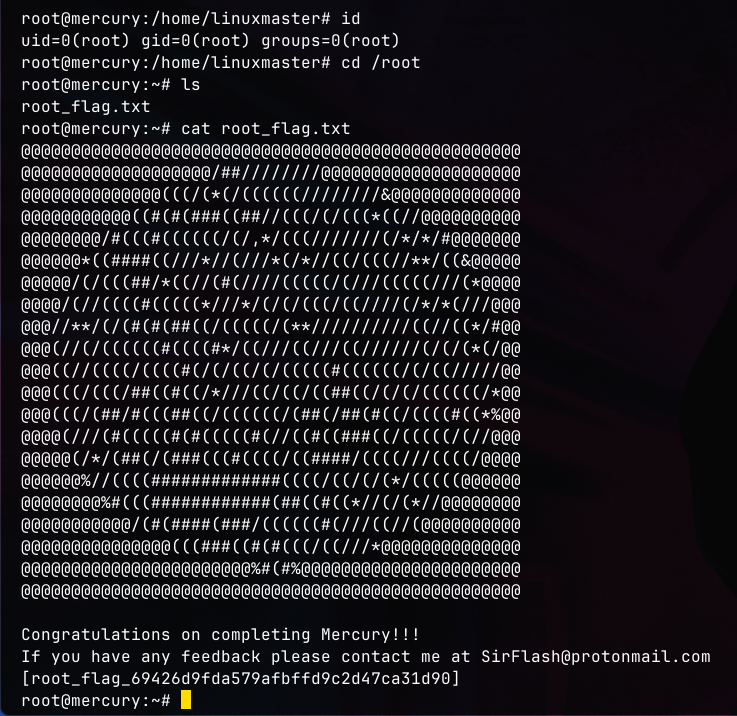 root@mercury:/home/linuxmaster# id
uid=0(root) gid=0(root) groups=0(root)
root@mercury:/home/linuxmaster# cd /root
root@mercury:~# ls
root_flag.txt
root@mercury:~# cat root_flag.txt
@@@@@@@@@@@@@@@@@@@@@@@@@@@@@@@@@@@@@@@@@@@@@@@@@@
@@@@@@@@@@@@@@@@@@@/##////////@@@@@@@@@@@@@@@@@@@@
@@@@@@@@@@@@@@(((/(*(/((((((////////&@@@@@@@@@@@@@
@@@@@@@@@@@((#(#(###((##//(((/(/(((*((//@@@@@@@@@@
@@@@@@@@/#(((#((((((/(/,*/(((///////(/*/*/#@@@@@@@
@@@@@@*((####((///*//(///*(/*//((/(((//**/((&@@@@@
@@@@@/(/(((##/*((//(#(////(((((/(///(((((///(*@@@@
@@@@/(//((((#(((((*///*/(/(/(((/((////(/*/*(///@@@
@@@//**/(/(#(#(##((/(((((/(**//////////((//((*/#@@
@@@(//(/((((((#((((#*/((///((///((//////(/(/(*(/@@
@@@((//((((/((((#(/(/((/(/(((((#((((((/(/((/////@@
@@@(((/(((/##((#((/*///((/((/((##((/(/(/((((((/*@@
@@@(((/(##/#(((##((/((((((/(##(/##(#((/((((#((*%@@
@@@@(///(#(((((#(#(((((#(//((#((###((/(((((/(//@@@
@@@@@(/*/(##(/(###(((#((((/((####/((((///((((/@@@@
@@@@@@%//((((#############((((/((/(/(*/(((((@@@@@@
@@@@@@@@%#(((############(##((#((*//(/(*//@@@@@@@@
@@@@@@@@@@@/(#(####(###/((((((#(///((//(@@@@@@@@@@
@@@@@@@@@@@@@@@(((###((#(#(((/((///*@@@@@@@@@@@@@@
@@@@@@@@@@@@@@@@@@@@@@@%#(#%@@@@@@@@@@@@@@@@@@@@@@
@@@@@@@@@@@@@@@@@@@@@@@@@@@@@@@@@@@@@@@@@@@@@@@@@@
Congratulations on completing Mercury!!!
If you have any feedback please contact me at SirFlash@protonmail.com
[root_flag_69426d9fda579afbffd9c2d47ca31d90]
root@mercury:~#